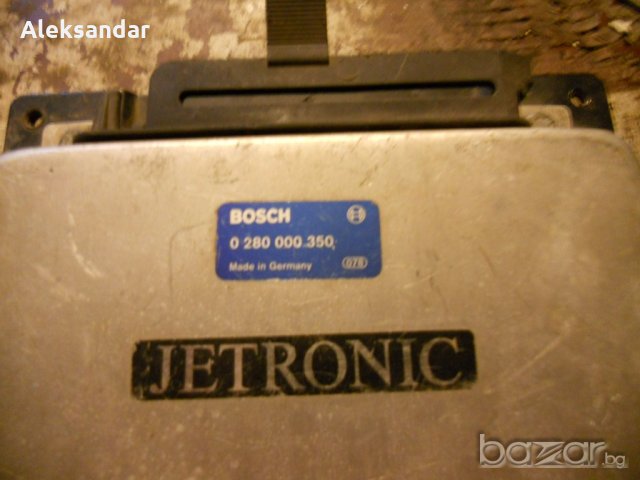 Aleksandar
BOSCH
0 280 000 350
Made in Germany 078
JETRONIC
bazar.bg